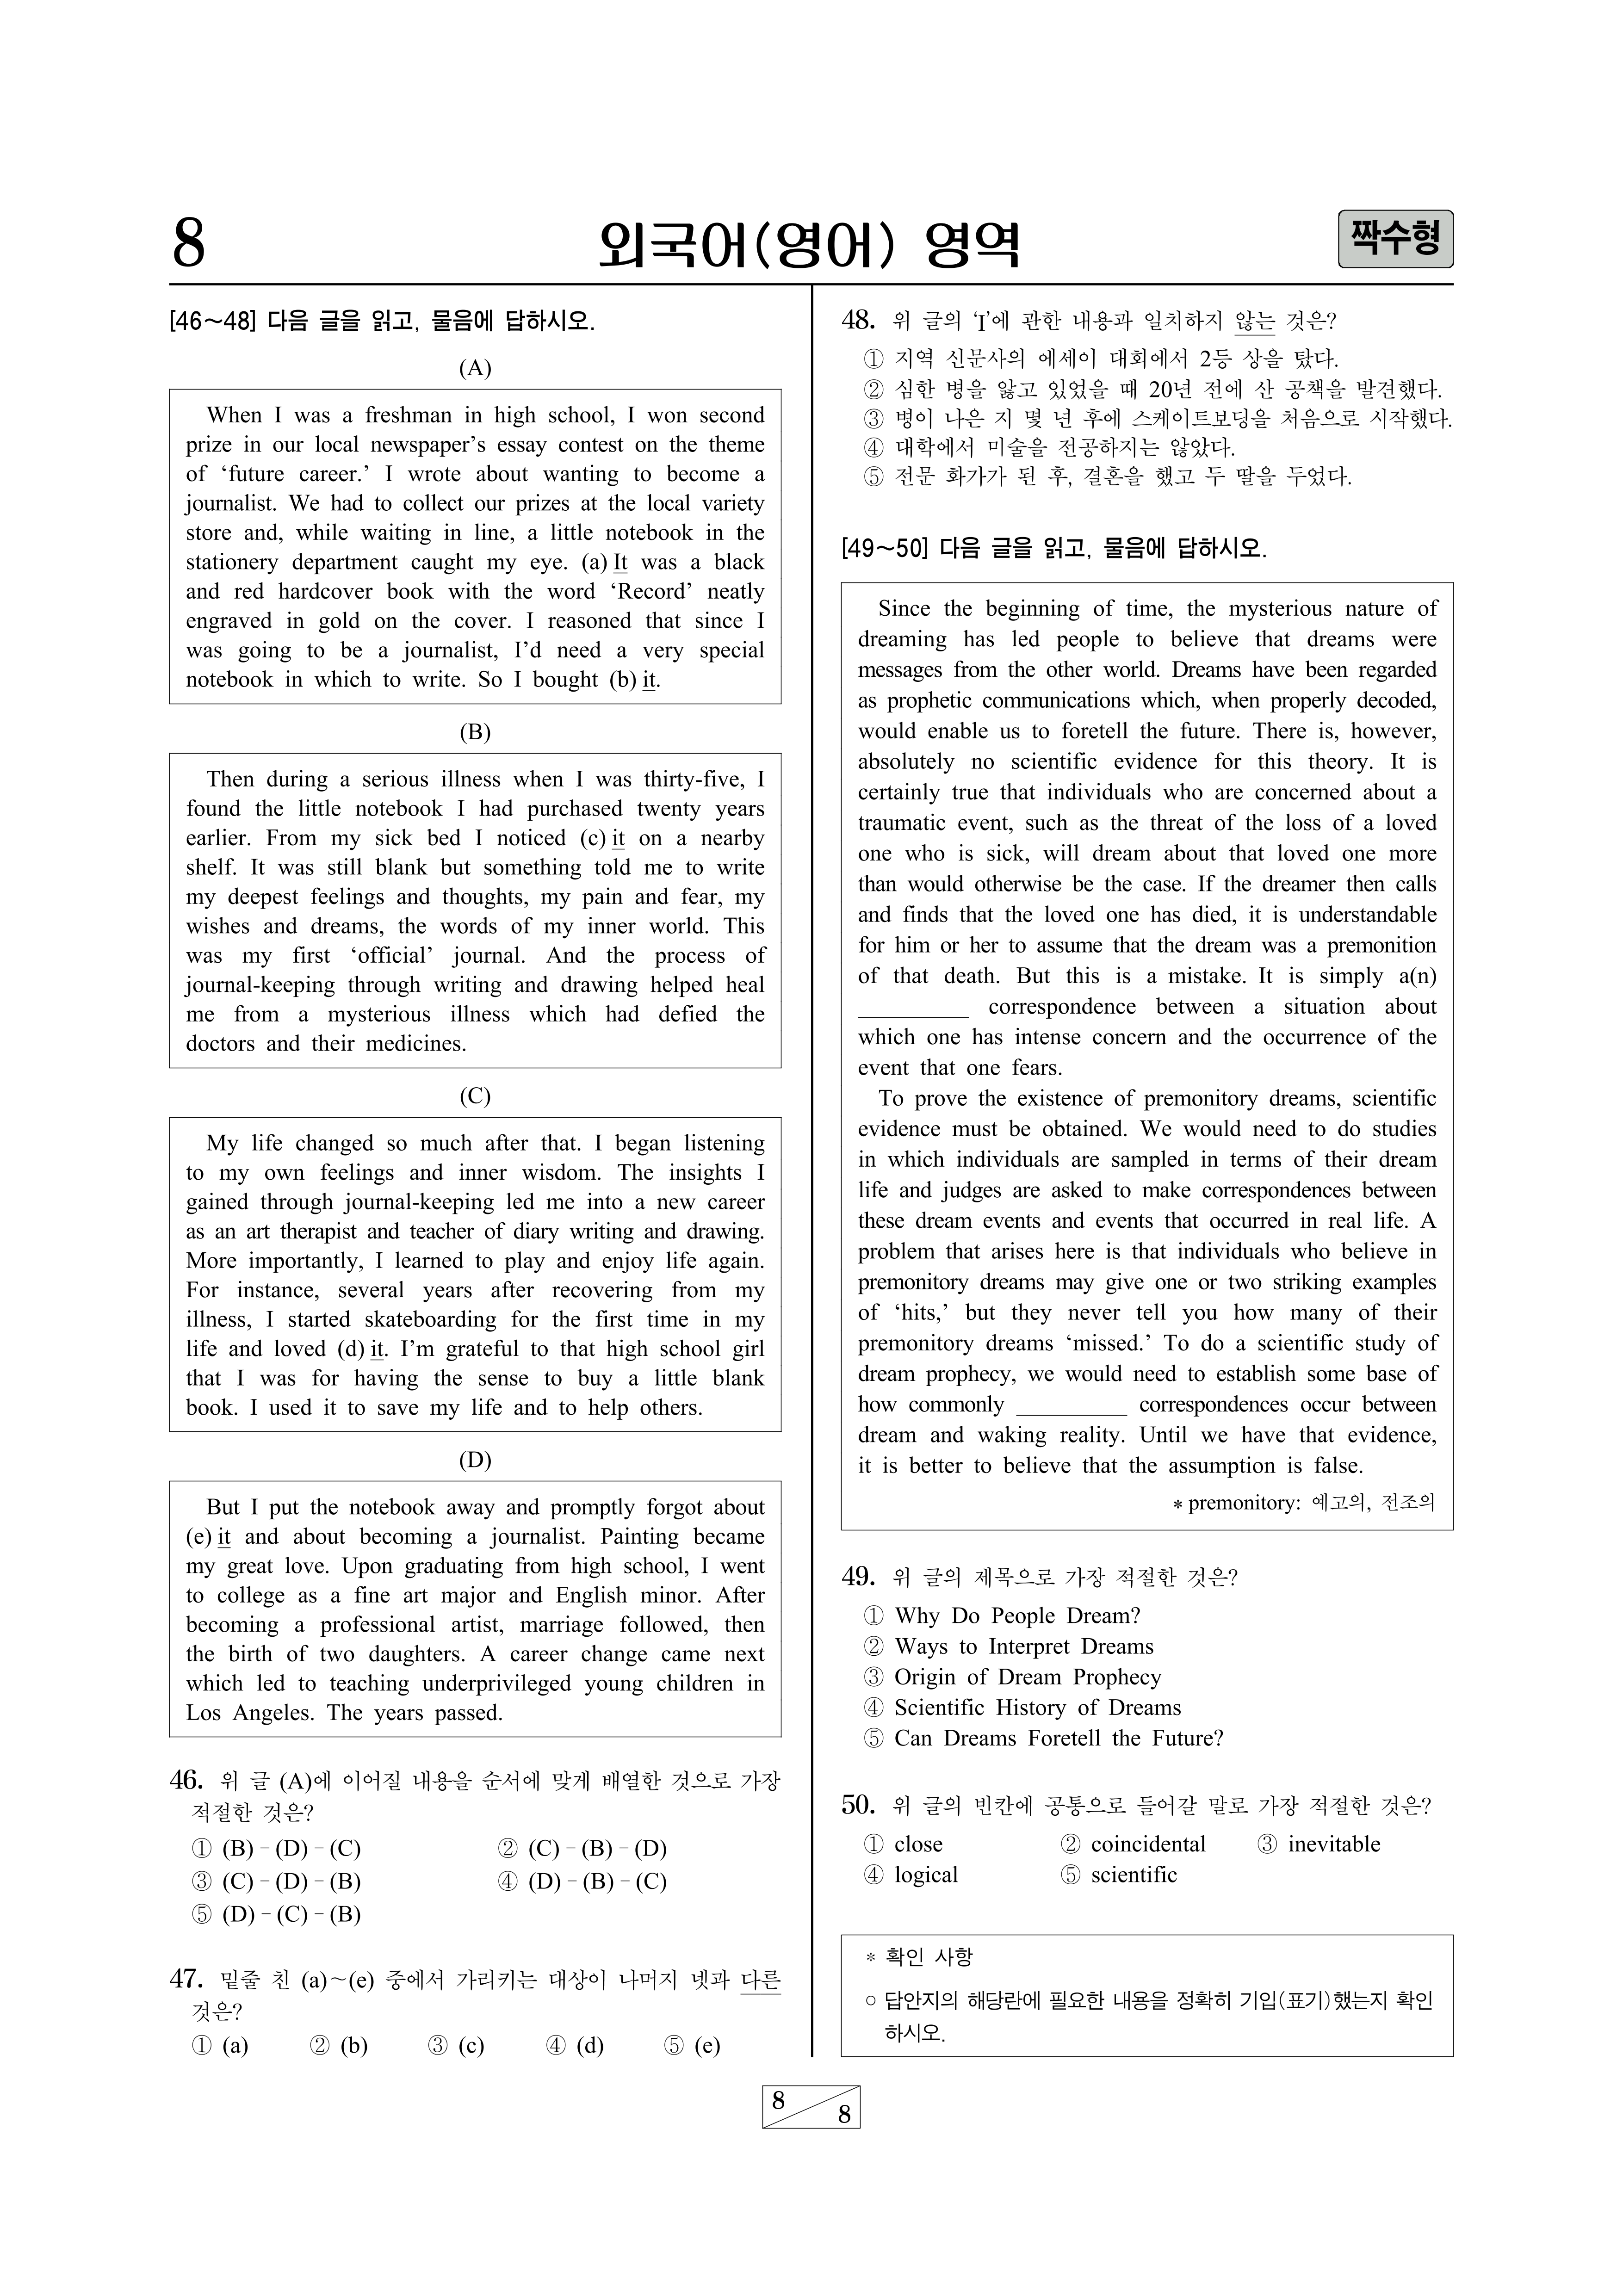 8
외국어(영어) 영역
짝수형
[46~48] 다음 글을 읽고, 물음에 답하시오.
(A)
When I was a freshman in high school, I won second
prize in our local newspaper’s essay contest on the theme
of ‘future career.’ I wrote about wanting to become a
journalist. We had to collect our prizes at the local variety
store and, while waiting in line, a little notebook in the
stationery department caught my eye. (a) It was a black
and red hardcover book with the word ‘Record’ neatly
engraved in gold on the cover. I reasoned that since I
was going to be a journalist, I’d need a very special
notebook in which to write. So I bought (b) it.
(B)
Then during a serious illness when I was thirty-five, I
found the little notebook I had purchased twenty years
earlier. From my sick bed I noticed (c) it on a nearby
shelf. It was still blank but something told me to write
my deepest feelings and thoughts, my pain and fear, my
wishes and dreams, the words of my inner world. This
was my first ‘official’ journal. And the process of
journal-keeping through writing and drawing helped heal
me from a mysterious illness which had defied the
doctors and their medicines.
(C)
My life changed so much after that. I began listening
to my own feelings and inner wisdom. The insights I
gained through journal-keeping led me into a new career
as an art therapist and teacher of diary writing and drawing.
More importantly, I learned to play and enjoy life again.
For instance, several years after recovering from my
illness, I started skateboarding for the first time in my
life and loved (d) it. I’m grateful to that high school girl
that I was for having the sense to buy a little blank
book. I used it to save my life and to help others.
(D)
But I put the notebook away and promptly forgot about
(e) it and about becoming a journalist. Painting became
my great love. Upon graduating from high school, I went
to college as a fine art major and English minor. After
becoming a professional artist, marriage followed, then
the birth of two daughters. A career change came next
which led to teaching underprivileged young children in
Los Angeles. The years passed.
46. 위 글 (A)에 이어질 내용을 순서에 맞게 배열한 것으로 가장
적절한 것은?
① (B) - (D) - (C) ② (C) - (B) - (D)
③ (C) - (D) - (B) ④ (D) - (B) - (C)
⑤ (D) - (C) - (B)
47. 밑줄 친 (a)~(e) 중에서 가리키는 대상이 나머지 넷과 다른
것은?
① (a) ② (b) ③ (c) ④ (d) ⑤ (e)
48. 위 글의 ‘I’에 관한 내용과 일치하지 않는 것은?
① 지역 신문사의 에세이 대회에서 2등 상을 탔다.
② 심한 병을 앓고 있었을 때 20년 전에 산 공책을 발견했다.
③ 병이 나은 지 몇 년 후에 스케이트보딩을 처음으로 시작했다.
④ 대학에서 미술을 전공하지는 않았다.
⑤ 전문 화가가 된 후, 결혼을 했고 두 딸을 두었다.
[49~50] 다음 글을 읽고, 물음에 답하시오.
Since the beginning of time, the mysterious nature of
dreaming has led people to believe that dreams were
messages from the other world. Dreams have been regarded
as prophetic communications which, when properly decoded,
would enable us to foretell the future. There is, however,
absolutely no scientific evidence for this theory. It is
certainly true that individuals who are concerned about a
traumatic event, such as the threat of the loss of a loved
one who is sick, will dream about that loved one more
than would otherwise be the case. If the dreamer then calls
and finds that the loved one has died, it is understandable
for him or her to assume that the dream was a premonition
of that death. But this is a mistake. It is simply a(n)
_________ correspondence between a situation about
which one has intense concern and the occurrence of the
event that one fears.
To prove the existence of premonitory dreams, scientific
evidence must be obtained. We would need to do studies
in which individuals are sampled in terms of their dream
life and judges are asked to make correspondences between
these dream events and events that occurred in real life. A
problem that arises here is that individuals who believe in
premonitory dreams may give one or two striking examples
of ‘hits,’ but they never tell you how many of their
premonitory dreams ‘missed.’ To do a scientific study of
dream prophecy, we would need to establish some base of
how commonly _________ correspondences occur between
dream and waking reality. Until we have that evidence,
it is better to believe that the assumption is false.
* premonitory: 예고의, 전조의
49. 위 글의 제목으로 가장 적절한 것은?
① Why Do People Dream?
② Ways to Interpret Dreams
③ Origin of Dream Prophecy
④ Scientific History of Dreams
⑤ Can Dreams Foretell the Future?
50. 위 글의 빈칸에 공통으로 들어갈 말로 가장 적절한 것은?
① close ② coincidental ③ inevitable
④ logical ⑤ scientific
* 확인 사항
○ 답안지의 해당란에 필요한 내용을 정확히 기입(표기)했는지 확인
하시오.
8
8